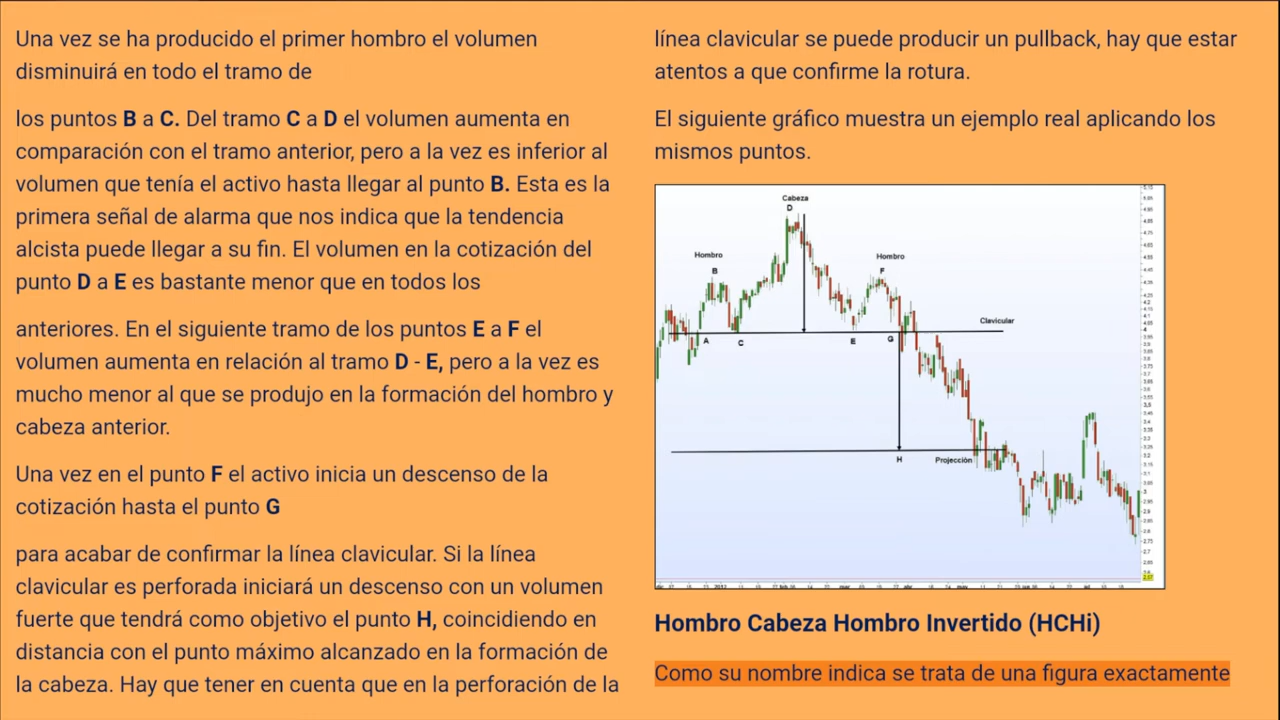 Una vez se ha producido el primer hombro el volumen
disminuirá en todo el tramo de
los puntos B a C. Del tramo C a D el volumen aumenta en
comparación con el tramo anterior, pero a la vez es inferior al
volumen que tenía el activo hasta llegar al punto B. Esta es la
primera señal de alarma que nos indica que la tendencia
alcista puede llegar a su fin. El volumen en la cotización del
punto D a E es bastante menor que en todos los
anteriores. En el siguiente tramo de los puntos E a F el
volumen aumenta en relación al tramo D - E, pero a la vez es
mucho menor al que se produjo en la formación del hombro y
cabeza anterior.
Una vez en el punto F el activo inicia un descenso de la
cotización hasta el punto G
para acabar de confirmar la línea clavicular. Si la línea
clavicular es perforada iniciará un descenso con un volumen
fuerte que tendrá como objetivo el punto H, coincidiendo en
distancia con el punto máximo alcanzado en la formación de
la cabeza. Hay que tener en cuenta que en la perforación de la
línea clavicular se puede producir un pullback, hay que estar
atentos a que confirme la rotura.
El siguiente gráfico muestra un ejemplo real aplicando los
mismos puntos.
Cabeza
D
Hombro
B
Hombro
F
Clavicular
A
C
E
G
H
Projecciòn
Hombro Cabeza Hombro Invertido (HCHi)
Como su nombre indica se trata de una figura exactamente